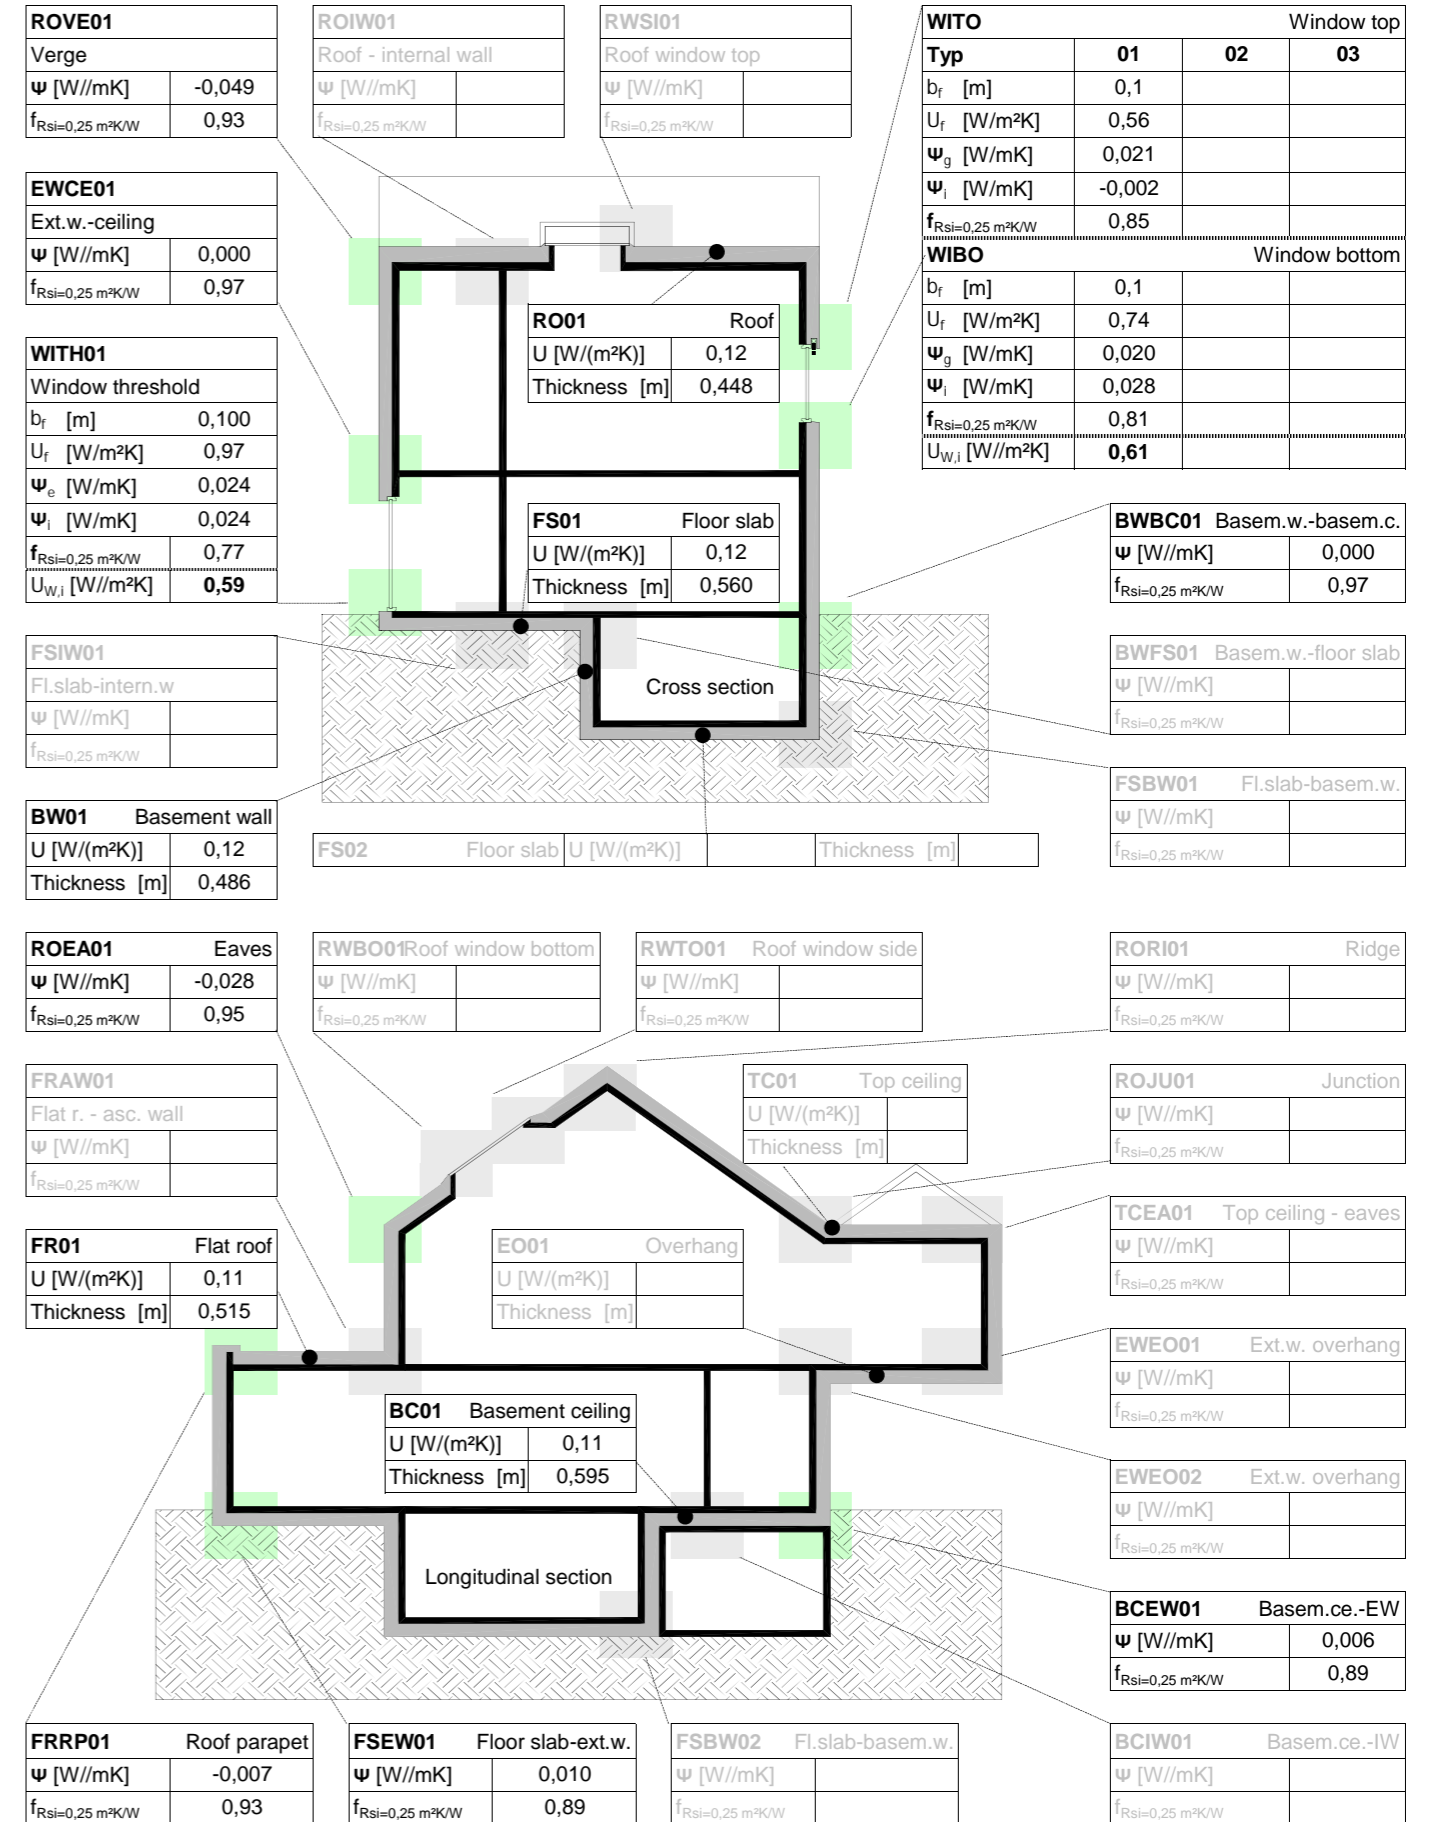 ROVE01
Verge
Ψ [W//mK] -0,049
fRsi=0,25 m²K/W 0,93
ROIW01
Roof - internal wall
Ψ [W//mK]
fRsi=0,25 m²K/W
RWSI01
Roof window top
Ψ [W//mK]
fRsi=0,25 m²K/W
WITO Window top
Typ 01 02 03
bf [m] 0,1
Uf [W/m²K] 0,56
Ψg [W/mK] 0,021
Ψi [W/mK] -0,002
fRsi=0,25 m²K/W 0,85
WIBO Window bottom
bf [m] 0,1
Uf [W/m²K] 0,74
Ψg [W/mK] 0,020
Ψi [W/mK] 0,028
fRsi=0,25 m²K/W 0,81
UW,i [W//m²K] 0,61
EWCE01
Ext.w.-ceiling
Ψ [W//mK] 0,000
fRsi=0,25 m²K/W 0,97
WITH01
Window threshold
bf [m] 0,100
Uf [W/m²K] 0,97
Ψe [W/mK] 0,024
Ψi [W/mK] 0,024
fRsi=0,25 m²K/W 0,77
UW,i [W//m²K] 0,59
RO01 Roof
U [W/(m²K)] 0,12
Thickness [m] 0,448
FS01 Floor slab
U [W/(m²K)] 0,12
Thickness [m] 0,560
Cross section
BWBC01 Basem.w.-basem.c.
Ψ [W//mK] 0,000
fRsi=0,25 m²K/W 0,97
FSIW01
Fl.slab-intern.w
Ψ [W//mK]
fRsi=0,25 m²K/W
BWFS01 Basem.w.-floor slab
Ψ [W//mK]
fRsi=0,25 m²K/W
FSBW01 Fl.slab-basem.w.
Ψ [W//mK]
fRsi=0,25 m²K/W
BW01 Basement wall
U [W/(m²K)] 0,12
Thickness [m] 0,486
FS02 Floor slab U [W/(m²K)] Thickness [m]
ROEA01 Eaves
Ψ [W//mK] -0,028
fRsi=0,25 m²K/W 0,95
RWBO01 Roof window bottom
Ψ [W//mK]
fRsi=0,25 m²K/W
RWTO01 Roof window side
Ψ [W//mK]
fRsi=0,25 m²K/W
RORI01 Ridge
Ψ [W//mK]
fRsi=0,25 m²K/W
FRAW01
Flat r. - asc. wall
Ψ [W//mK]
fRsi=0,25 m²K/W
TC01 Top ceiling
U [W/(m²K)]
Thickness [m]
ROJU01 Junction
Ψ [W//mK]
fRsi=0,25 m²K/W
TCEA01 Top ceiling - eaves
Ψ [W//mK]
fRsi=0,25 m²K/W
FR01 Flat roof
U [W/(m²K)] 0,11
Thickness [m] 0,515
EO01 Overhang
U [W/(m²K)]
Thickness [m]
EWEO01 Ext.w. overhang
Ψ [W//mK]
fRsi=0,25 m²K/W
BC01 Basement ceiling
U [W/(m²K)] 0,11
Thickness [m] 0,595
EWEO02 Ext.w. overhang
Ψ [W//mK]
fRsi=0,25 m²K/W
Longitudinal section
BCEW01 Basem.ce.-EW
Ψ [W//mK] 0,006
fRsi=0,25 m²K/W 0,89
FRRP01 Roof parapet
Ψ [W//mK] -0,007
fRsi=0,25 m²K/W 0,93
FSEW01 Floor slab-ext.w.
Ψ [W//mK] 0,010
fRsi=0,25 m²K/W 0,89
FSBW02 Fl.slab-basem.w.
Ψ [W//mK]
fRsi=0,25 m²K/W
BCIW01 Basem.ce.-IW
Ψ [W//mK]
fRsi=0,25 m²K/W